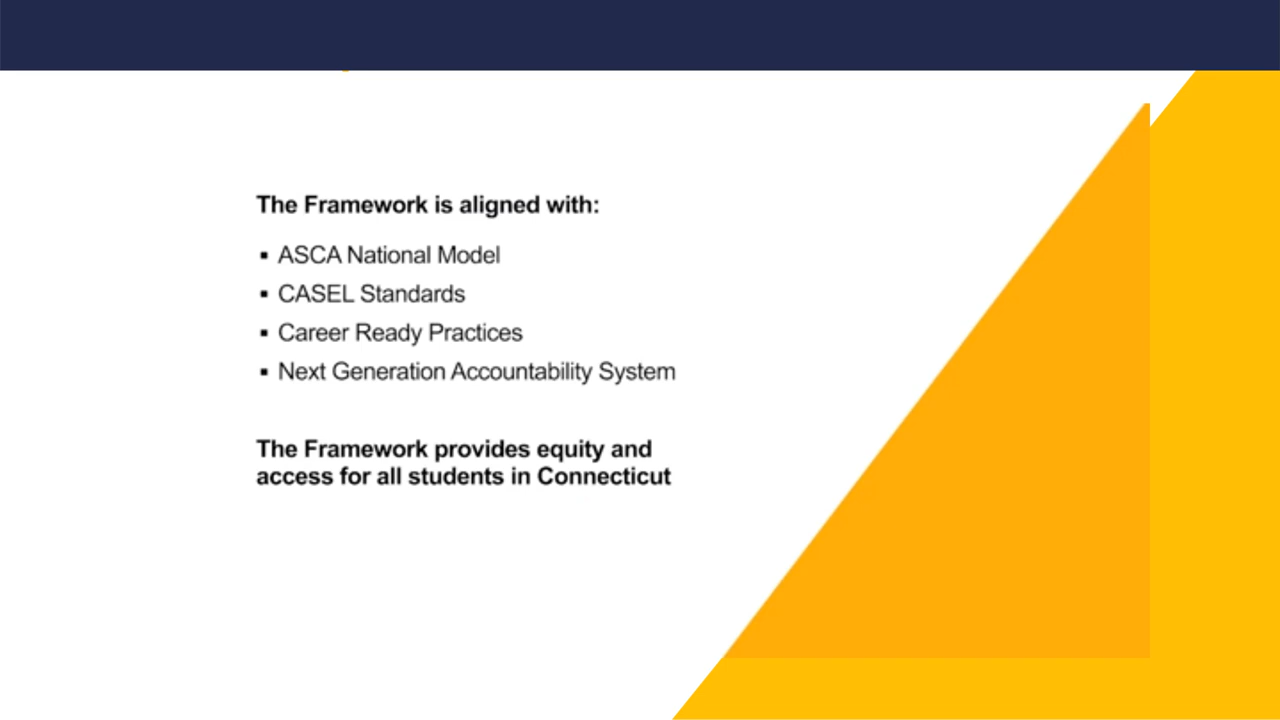 The Framework is aligned with:
▪ ASCA National Model
▪ CASEL Standards
▪ Career Ready Practices
▪ Next Generation Accountability System
The Framework provides equity and
access for all students in Connecticut